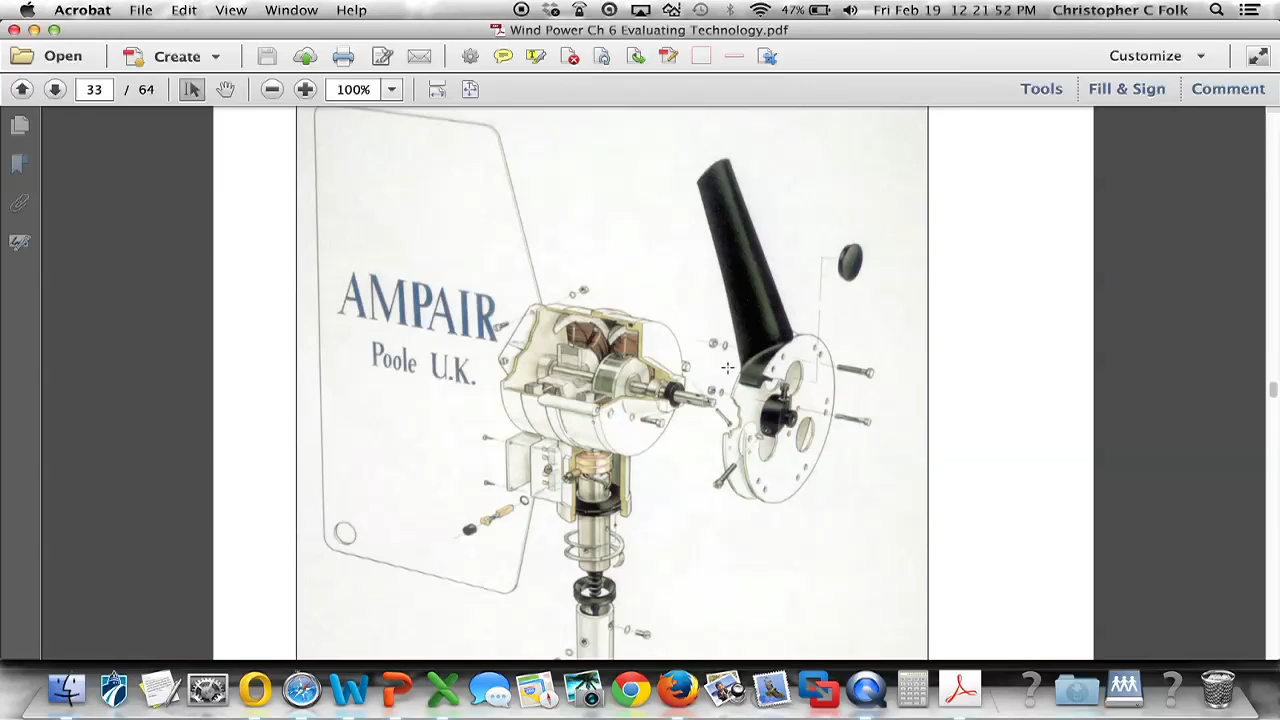 Acrobat File Edit View Window Help 47% Fri Feb 19 12:21:52 PM Christopher C Folk
Wind Power Ch 6 Evaluating Technology.pdf
Open Create Customize
33 / 64 100% Tools Fill & Sign Comment
AMPAIR
Poole U.K.